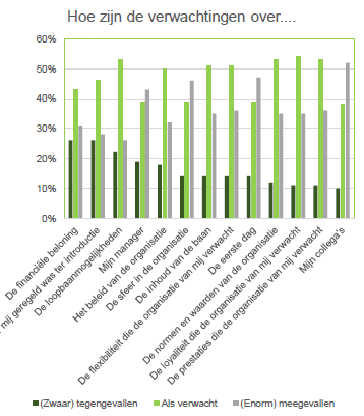 Hoe zijn de verwachtingen over....
60%
50%
40%
30%
20%
10%
0%
De financiële beloning
mij geregeld was ter introductie
De loopbaanmogelijkheden
Mijn manager
Het beleid van de organisatie
De sfeer in de organisatie
De inhoud van de baan
De flexibiliteit die de organisatie van mij verwacht
De eerste dag
De normen en waarden van de organisatie
De loyaliteit die de organisatie van mij verwacht
De prestaties die de organisatie van mij verwacht
Mijn collega's
(Zwaar) tegengevallen
Als verwacht
(Enorm) meegevallen